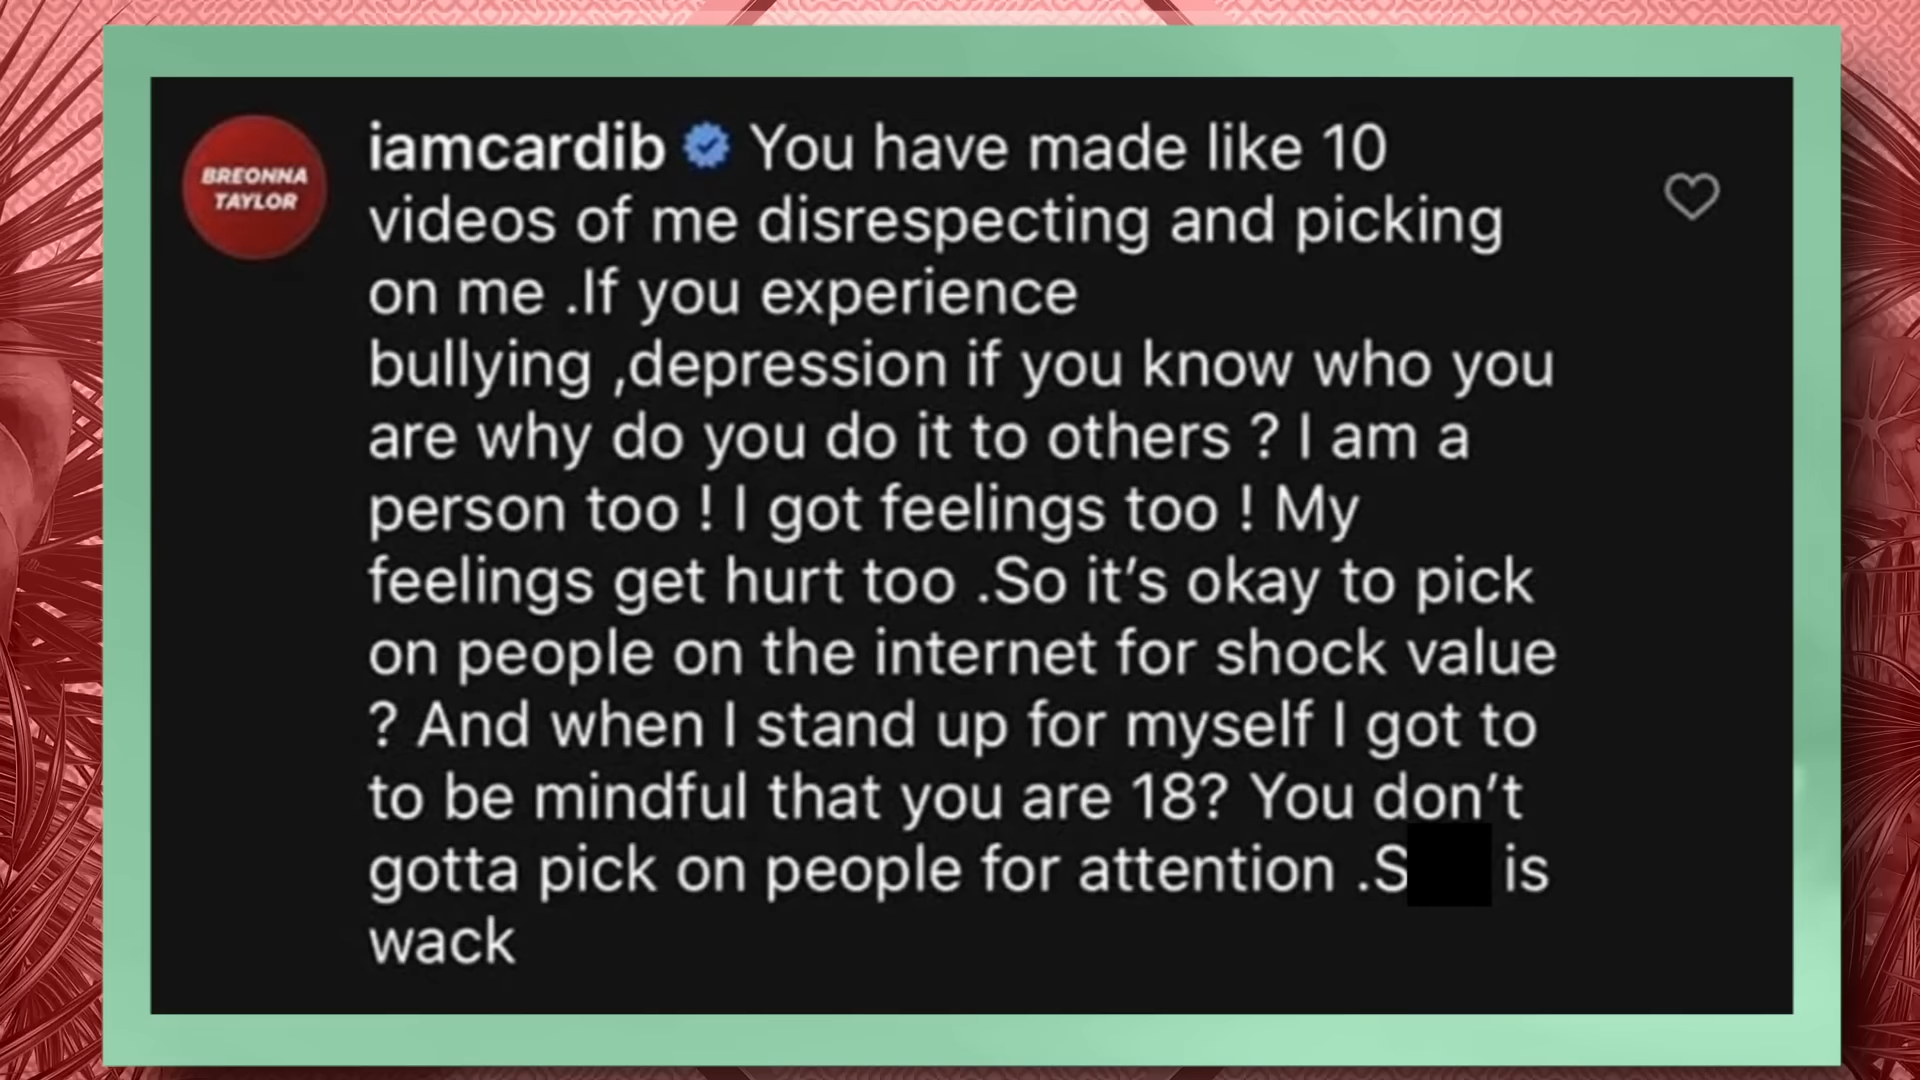 BREONNA
TAYLOR
iamcardib You have made like 10
videos of me disrespecting and picking
on me .If you experience
bullying ,depression if you know who you
are why do you do it to others ? I am a
person too ! I got feelings too ! My
feelings get hurt too .So it’s okay to pick
on people on the internet for shock value
? And when I stand up for myself I got to
to be mindful that you are 18? You don’t
gotta pick on people for attention .S is
wack